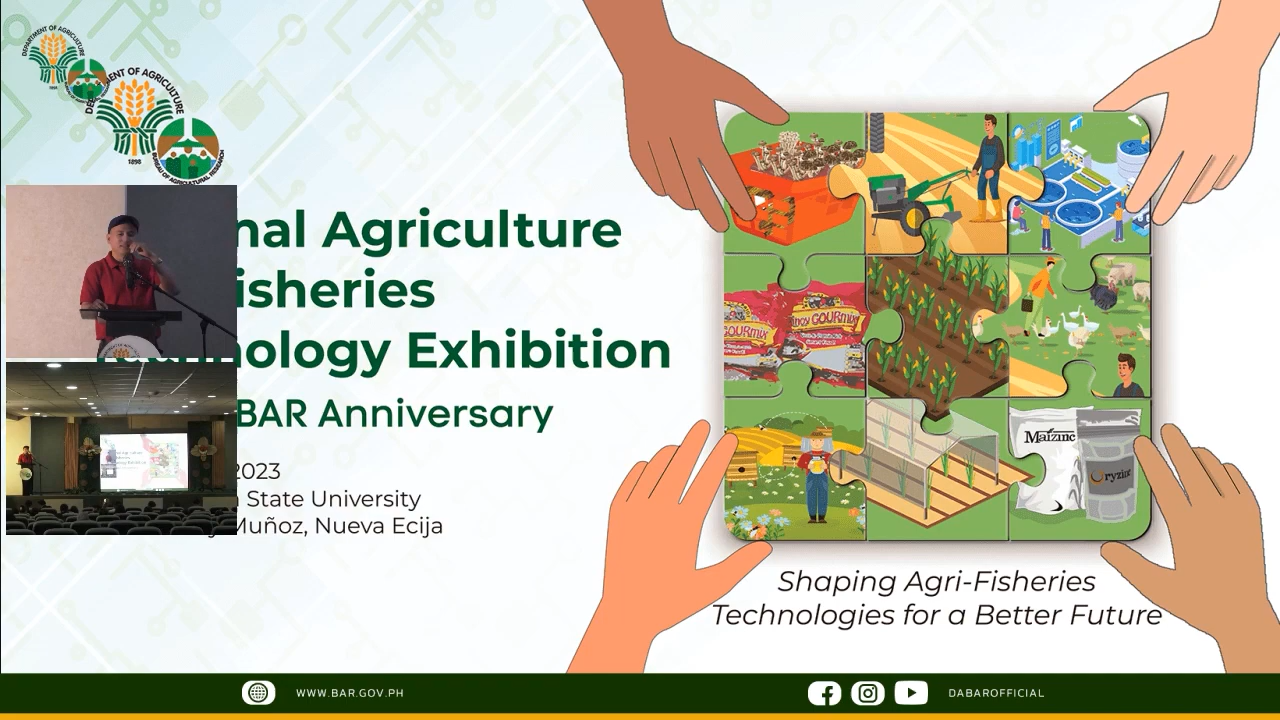 DEPARTMENT OF AGRICULTURE
1898
DEPARTMENT OF AGRICULTURE
1898
BUREAU OF AGRICULTURAL RESEARCH
nal Agriculture
isheries
nology Exhibition
BAR Anniversary
2023
State University
Muñoz, Nueva Ecija
GOURMIX
GOURMIX
Maizinc
ryzinc
Shaping Agri-Fisheries
Technologies for a Better Future
WWW.BAR.GOV.PH
DABAROFFICIAL